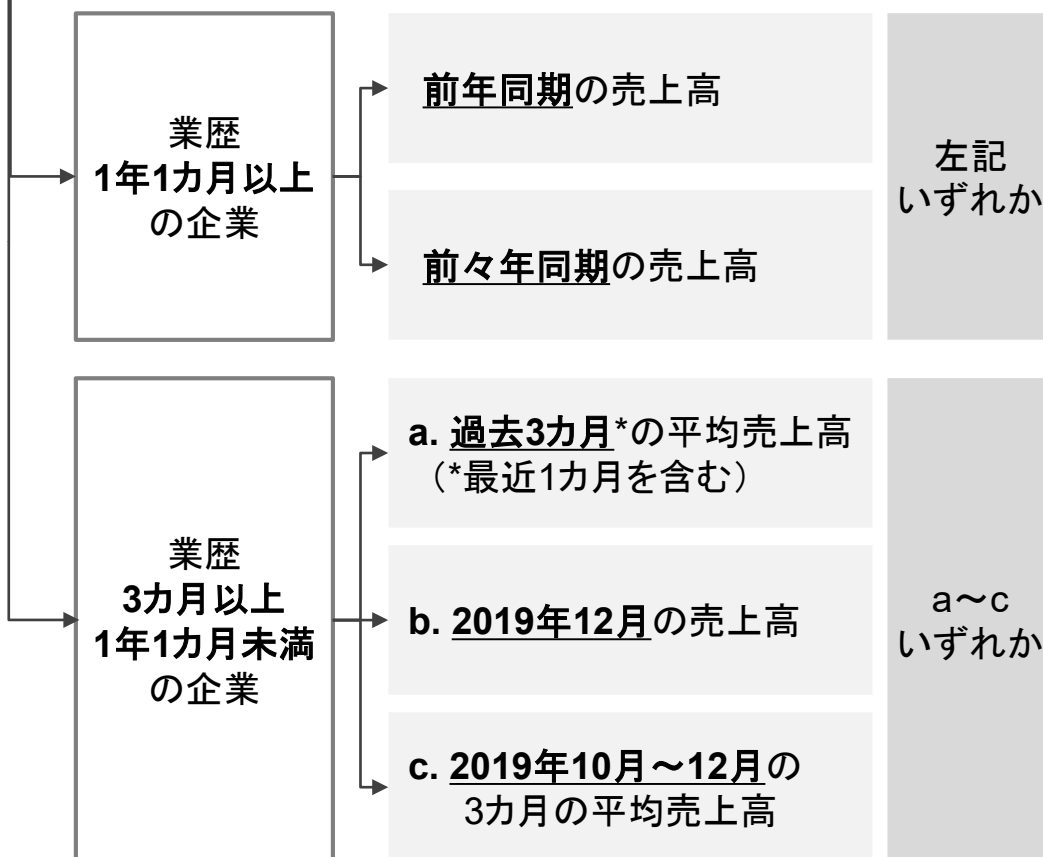 業歴
1年1カ月以上
の企業
前年同期の売上高
前々年同期の売上高
左記
いずれか
業歴
3カ月以上
1年1カ月未満
の企業
a. 過去3カ月*の平均売上高
（*最近1カ月を含む）
b. 2019年12月の売上高
c. 2019年10月～12月の
3カ月の平均売上高
a～c
いずれか